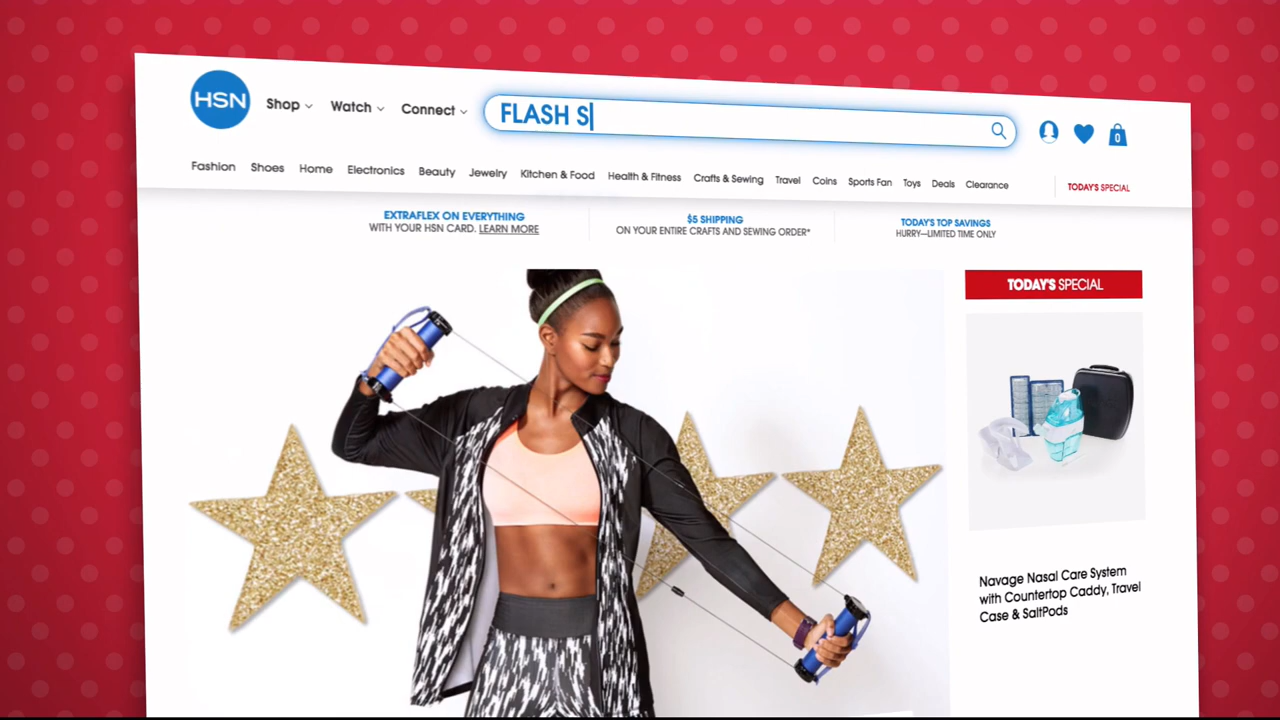 HSN
Shop Watch Connect
FLASH S
0
Fashion Shoes Home Electronics Beauty Jewelry Kitchen & Food Health & Fitness Crafts & Sewing Travel Coins Sports Fan Toys Deals Clearance
TODAY'S SPECIAL
EXTRAFLEX ON EVERYTHING
WITH YOUR HSN CARD. LEARN MORE
$5 SHIPPING
ON YOUR ENTIRE CRAFTS AND SEWING ORDER*
TODAY'S TOP SAVINGS
HURRY—LIMITED TIME ONLY
TODAY'S SPECIAL
Navage Nasal Care System
with Countertop Caddy, Travel
Case & SaltPods